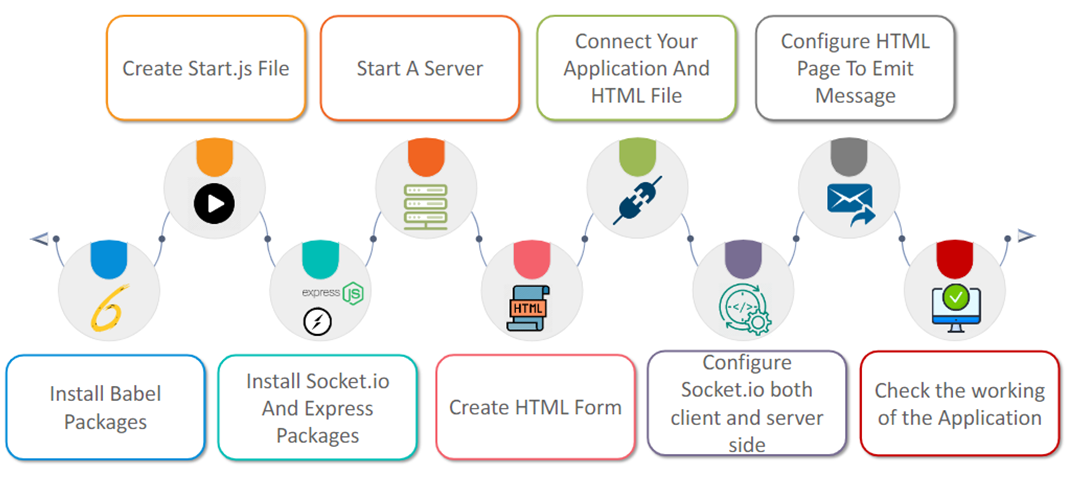 Create Start.js File
Start A Server
Connect Your
Application And
HTML File
Configure HTML
Page To Emit
Message
6
express JS
HTML
</>
Install Babel
Packages
Install Socket.io
And Express
Packages
Create HTML Form
Configure
Socket.io both
client and server
side
Check the working
of the Application